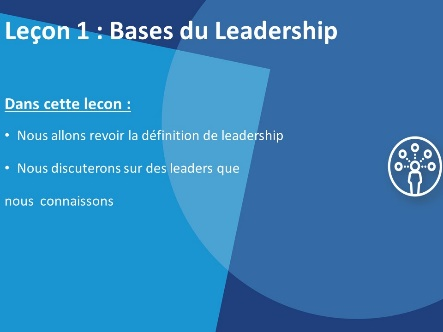 Leçon 1 : Bases du Leadership
Dans cette lecon :
• Nous allons revoir la définition de leadership
• Nous discuterons sur des leaders que
nous connaissons